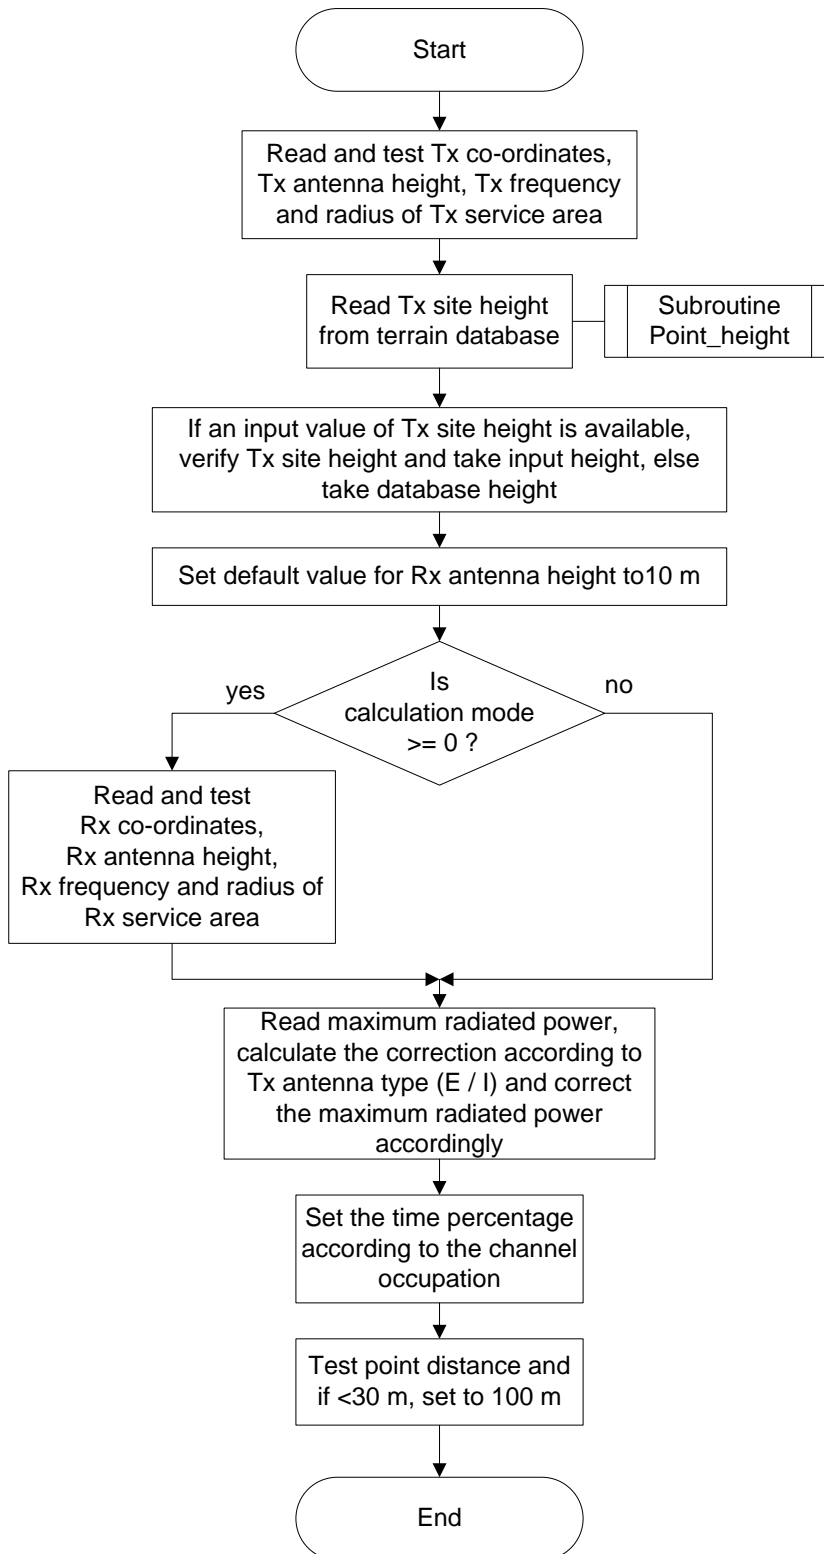 Start
Read and test Tx co-ordinates,
Tx antenna height, Tx frequency
and radius of Tx service area
Read Tx site height
from terrain database
Subroutine
Point_height
If an input value of Tx site height is available,
verify Tx site height and take input height, else
take database height
Set default value for Rx antenna height to10 m
Is
calculation mode
>= 0 ?
yes
no
Read and test
Rx co-ordinates,
Rx antenna height,
Rx frequency and radius of
Rx service area
Read maximum radiated power,
calculate the correction according to
Tx antenna type (E / I) and correct
the maximum radiated power
accordingly
Set the time percentage
according to the channel
occupation
Test point distance and
if <30 m, set to 100 m
End